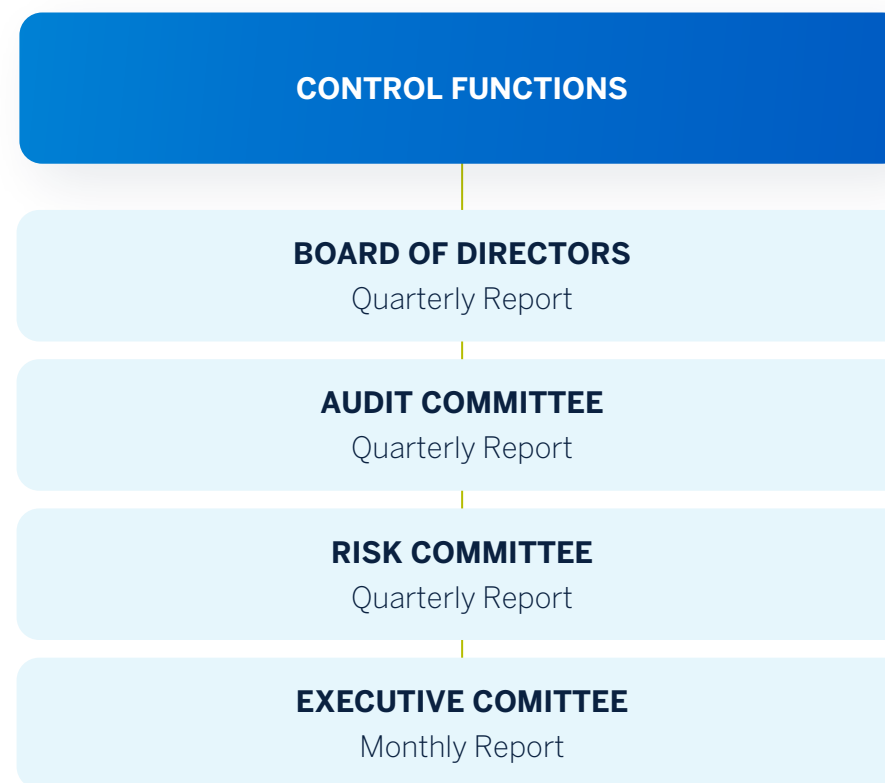 CONTROL FUNCTIONS
BOARD OF DIRECTORS
Quarterly Report
AUDIT COMMITTEE
Quarterly Report
RISK COMMITTEE
Quarterly Report
EXECUTIVE COMITTEE
Monthly Report